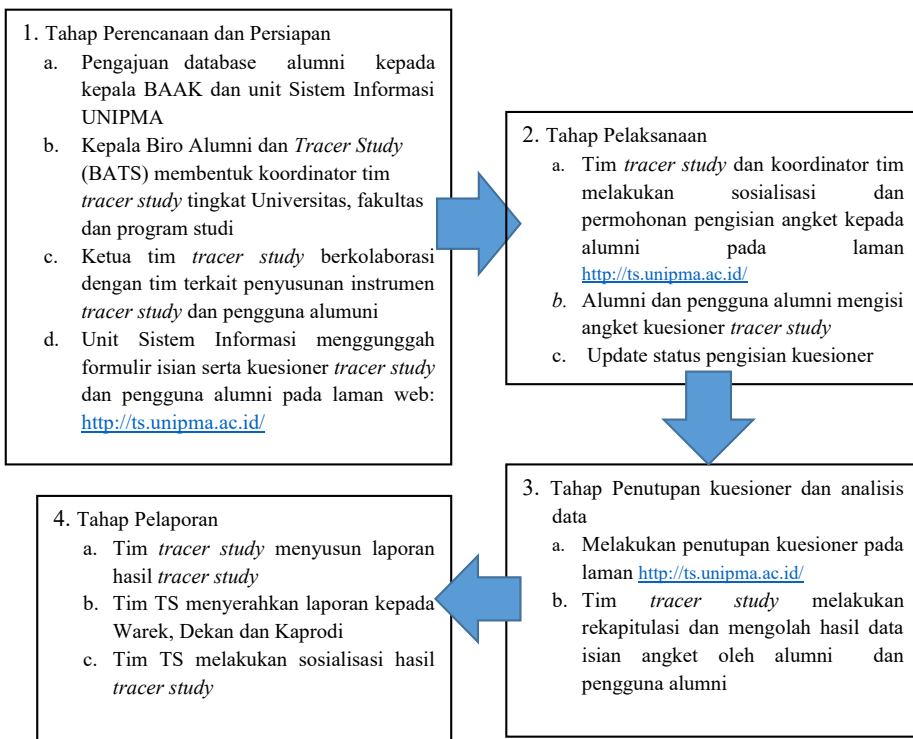 1. Tahap Perencanaan dan Persiapan
a. Pengajuan database alumni kepada
kepala BAAK dan unit Sistem Informasi
UNIPMA
b. Kepala Biro Alumni dan Tracer Study
(BATS) membentuk koordinator tim
tracer study tingkat Universitas, fakultas
dan program studi
c. Ketua tim tracer study berkolaborasi
dengan tim terkait penyusunan instrumen
tracer study dan pengguna alumuni
d. Unit Sistem Informasi menggunggah
formulir isian serta kuesioner tracer study
dan pengguna alumni pada laman web:
http://ts.unipma.ac.id/
2. Tahap Pelaksanaan
a. Tim tracer study dan koordinator tim
melakukan sosialisasi dan
permohonan pengisian angket kepada
alumni pada laman
http://ts.unipma.ac.id/
b. Alumni dan pengguna alumni mengisi
angket kuesioner tracer study
c. Update status pengisian kuesioner
3. Tahap Penutupan kuesioner dan analisis
data
a. Melakukan penutupan kuesioner pada
laman http://ts.unipma.ac.id/
b. Tim tracer study melakukan
rekapitulasi dan mengolah hasil data
isian angket oleh alumni dan
pengguna alumni
4. Tahap Pelaporan
a. Tim tracer study menyusun laporan
hasil tracer study
b. Tim TS menyerahkan laporan kepada
Warek, Dekan dan Kaprodi
c. Tim TS melakukan sosialisasi hasil
tracer study